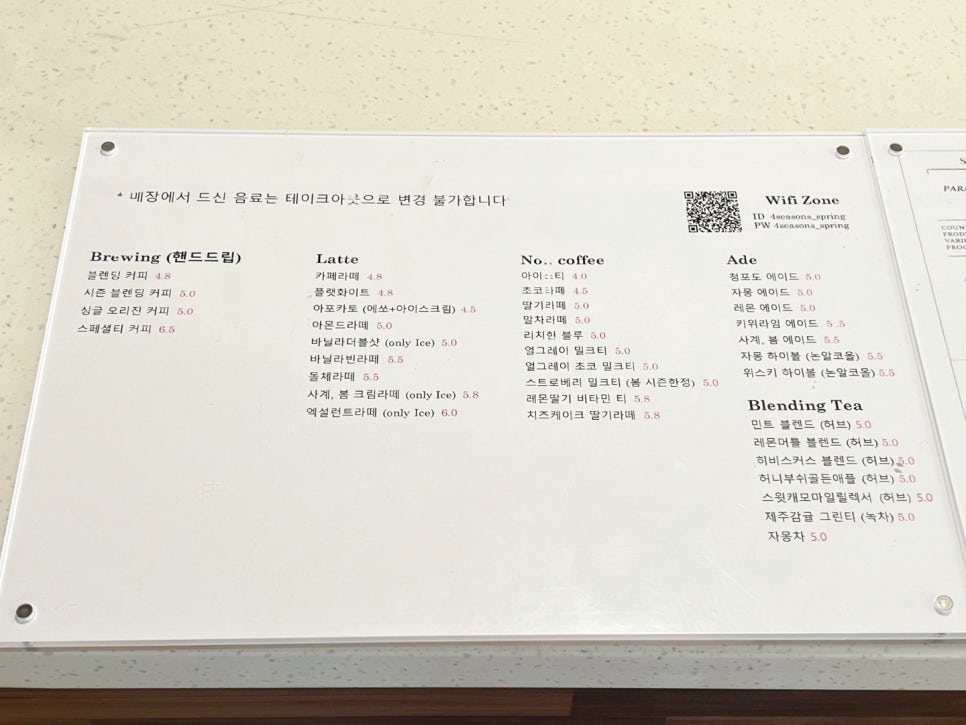 * 매장에서 드신 음료는 테이크아웃으로 변경 불가합니다
Wifi Zone
ID 4seasons_spring
PW 4seasons_spring
Brewing (핸드드립)
블렌딩 커피 4.8
시즌 블렌딩 커피 5.0
싱글 오리진 커피 5.0
스페셜티 커피 6.5
Latte
카페라떼 4.8
플랫화이트 4.8
아포카토 (에쏘+아이스크림) 4.5
아몬드라떼 5.0
바닐라더블샷 (only Ice) 5.0
바닐라빈라떼 5.5
돌체라떼 5.5
사계, 봄 크림라떼 (only Ice) 5.8
엑설런트라떼 (only Ice) 6.0
coffee
4.0
초코라떼 4.5
딸기라떼 5.0
말차라떼 5.0
리치한 블루 5.0
얼그레이 밀크티 5.0
얼그레이 초코 밀크티 5.0
스트로베리 밀크티 (봄 시즌한정) 5.0
레몬딸기 비타민 티 5.8
치즈케이크 딸기라떼 5.8
Ade
청포도 에이드 5.0
자몽 에이드 5.0
레몬 에이드 5.0
키위라임 에이드 5 .5
사계, 봄 에이드 5.5
자몽 하이볼 (논알코올) 5.5
위스키 하이볼 (논알코올) 5.5
Blending Tea
민트 블렌드 (허브) 5.0
레몬머틀 블렌드 (허브) 5.0
히비스커스 블렌드 (허브) 5.0
허니부쉬골든애플 (허브) 5.0
스윗캐모마일릴렉서 (허브) 5.0
제주감귤 그린티 (녹차) 5.0
자몽차 5.0